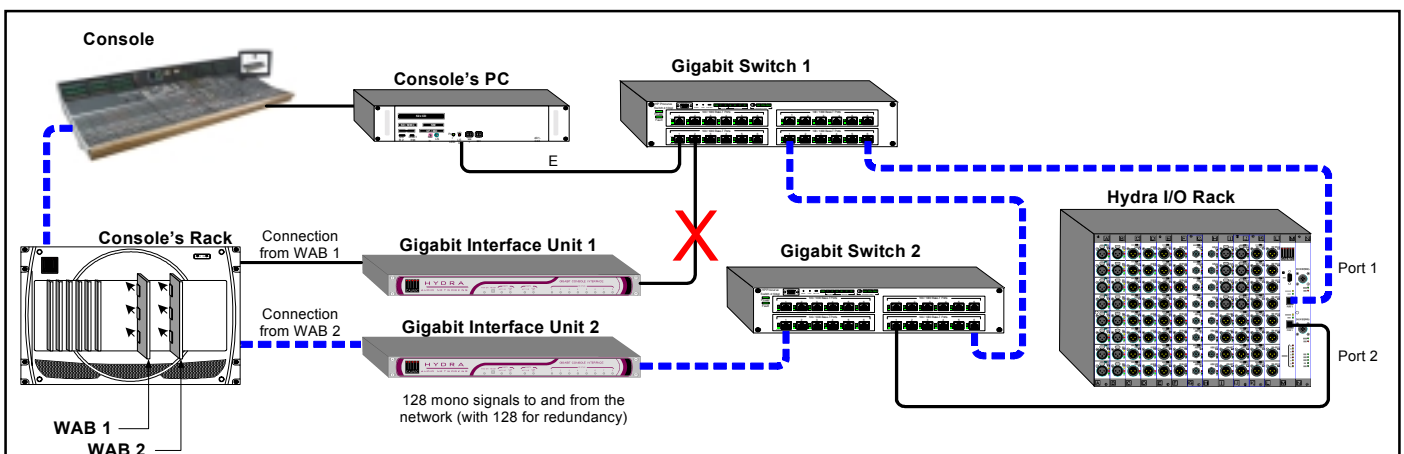 Console
Console's PC
Gigabit Switch 1
E
Hydra I/O Rack
Console's Rack
Connection
from WAB 1
Gigabit Interface Unit 1
X
Gigabit Switch 2
Port 1
HYDRA
Connection
from WAB 2
Gigabit Interface Unit 2
HYDRA
Port 2
128 mono signals to and from the
network (with 128 for redundancy)
WAB 1
WAB 2